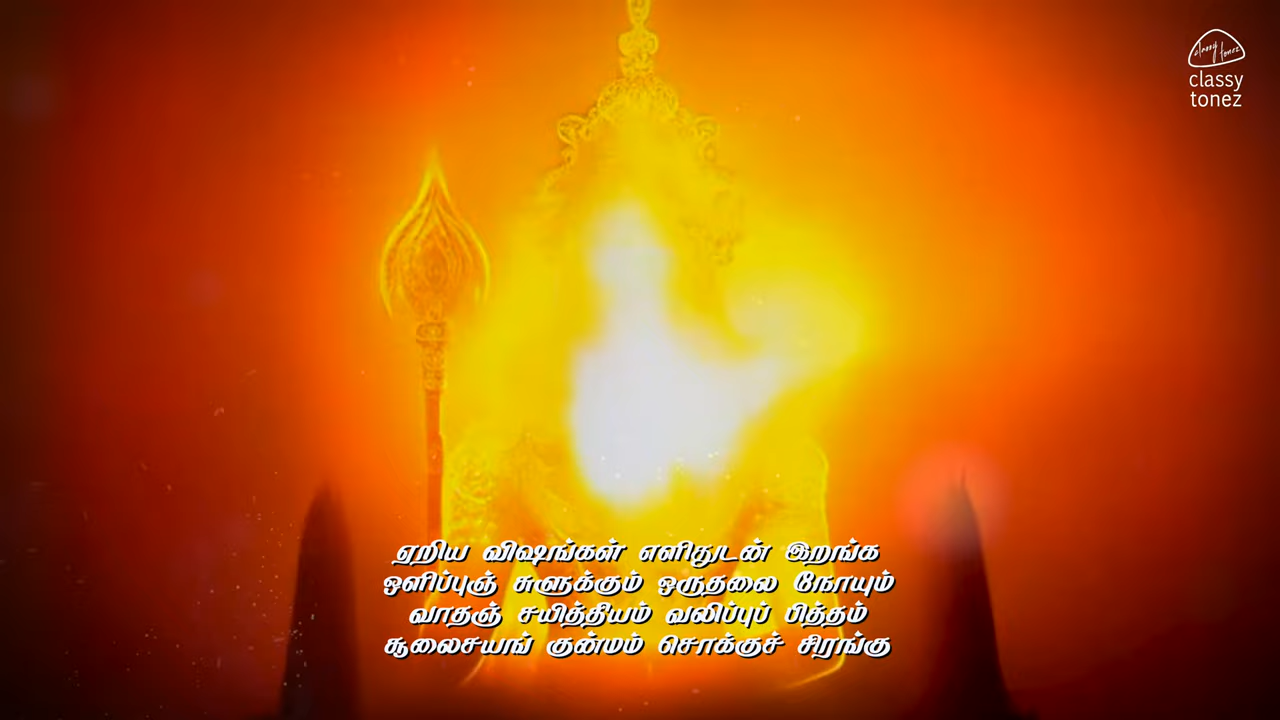 classy tonez
classy
tonez
ஏறிய விஷங்கள் எளிதுடன் இறங்க
ஒளிப்புஞ் சுளுக்கும் ஒருதலை நோயும்
வாதஞ் சயித்தியம் வலிப்புப் பித்தம்
சூலைசயங் குன்மம் சொக்குச் சிரங்கு